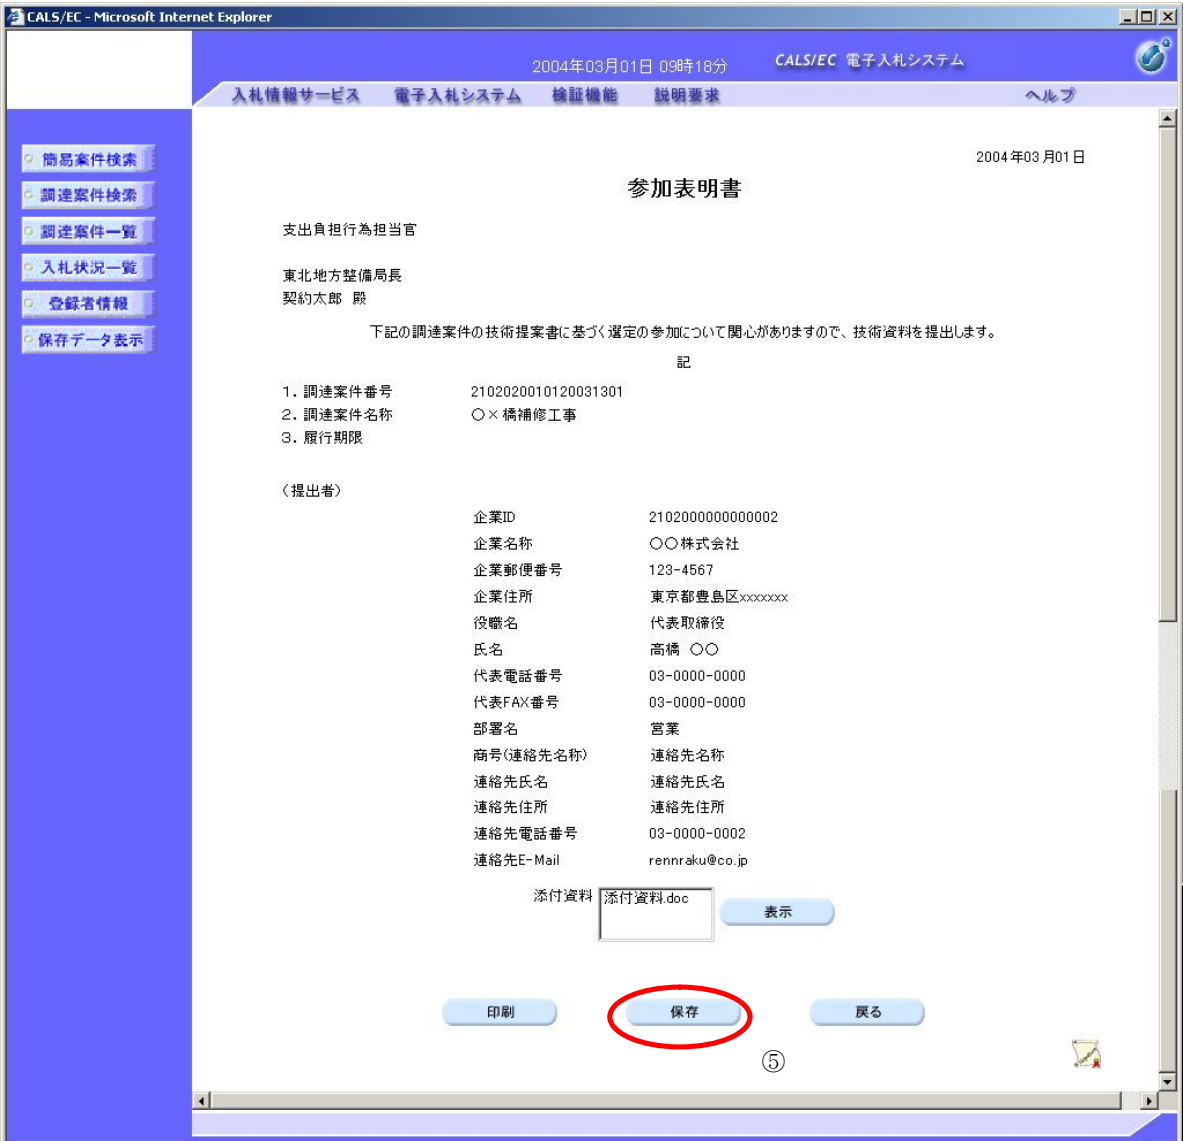 CALS/EC - Microsoft Internet Explorer
2004年03月01日 09時18分
CALS/EC 電子入札システム
入札情報サービス 電子入札システム 検証機能 説明要求 ヘルプ
簡易案件検索
調達案件検索
調達案件一覧
入札状況一覧
登録者情報
保存データ表示
2004年03月01日
参加表明書
支出負担行為担当官
東北地方整備局長
契約太郎 殿
下記の調達案件の技術提案書に基づく選定の参加について関心がありますので、技術資料を提出します。
記
1. 調達案件番号 2102020010120031301
2. 調達案件名称 ○×橋補修工事
3. 履行期限
（提出者）
企業ID 2102000000000002
企業名称 ○○株式会社
企業郵便番号 123-4567
企業住所 東京都豊島区xxxxxxx
役職名 代表取締役
氏名 高橋 ○○
代表電話番号 03-0000-0000
代表FAX番号 03-0000-0000
部署名 営業
商号(連絡先名称) 連絡先名称
連絡先氏名 連絡先氏名
連絡先住所 連絡先住所
連絡先電話番号 03-0000-0002
連絡先E-Mail rennraku@co.jp
添付資料 添付資料.doc 表示
印刷 保存 戻る
⑤